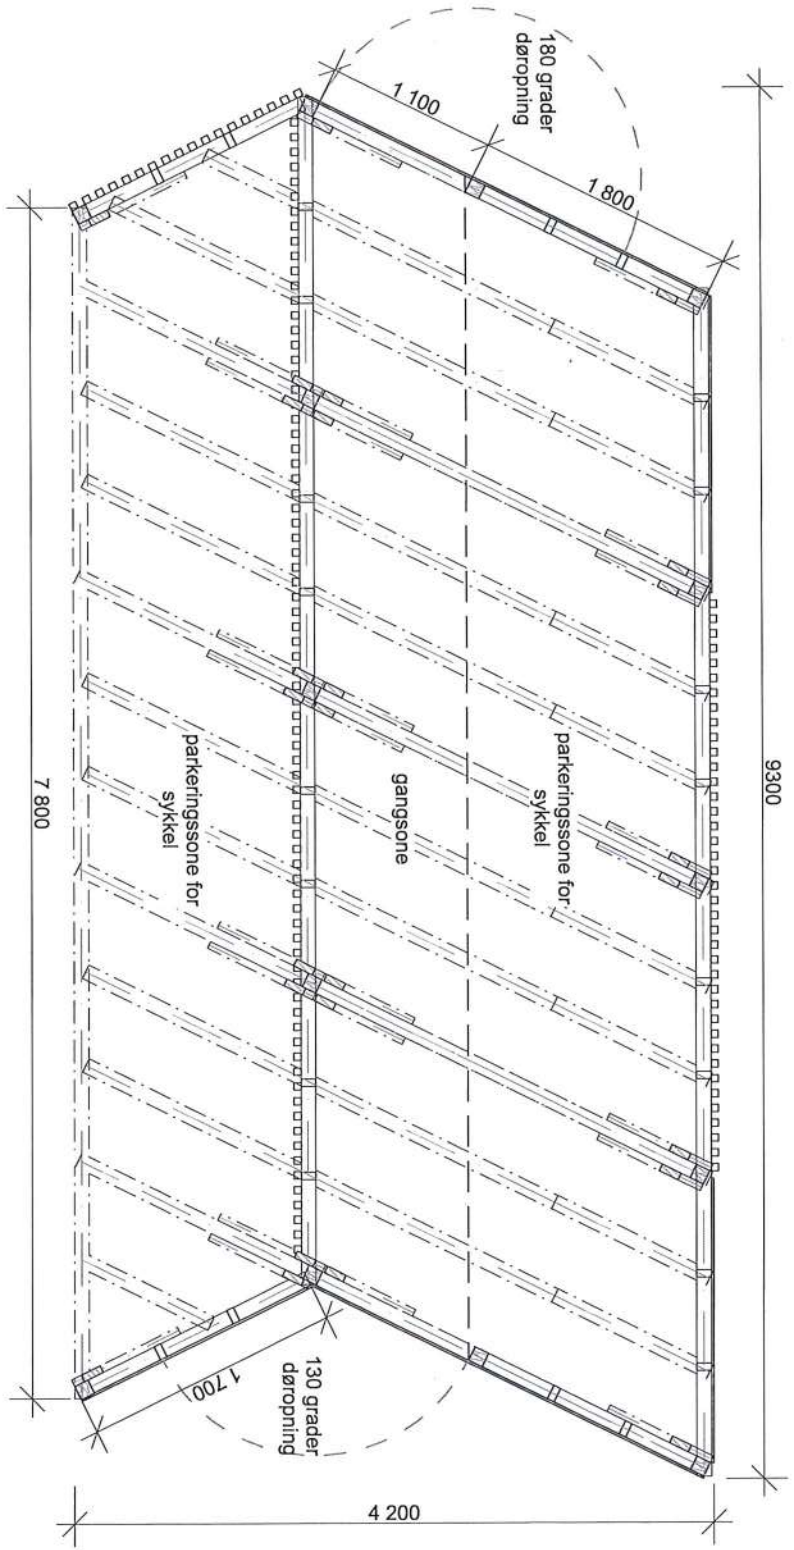 180 grader
døropning
1 100
1 800
9300
7 800
parkeringssone for
sykkel
gangsone
parkeringssone for
sykkel
1 700
130 grader
døropning
4 200